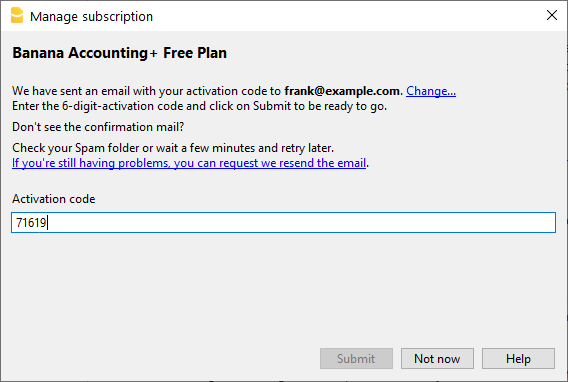 Manage subscription
Banana Accounting+ Free Plan
We have sent an email with your activation code to frank@example.com. Change...
Enter the 6-digit-activation code and click on Submit to be ready to go.
Don't see the confirmation mail?
Check your Spam folder or wait a few minutes and retry later.
If you're still having problems, you can request we resend the email.
Activation code
71619
Submit Not now Help